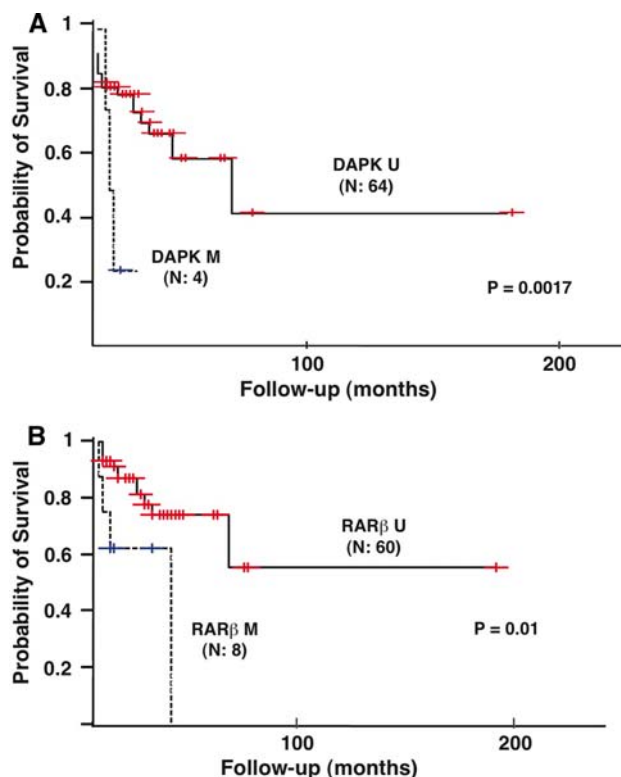 A
Probability of Survival
1
0.8
0.6
0.4
0.2
DAPK U
(N: 64)
DAPK M
(N: 4)
P = 0.0017
100
200
Follow-up (months)
B
Probability of Survival
1
0.8
0.6
0.4
0.2
RARβ U
(N: 60)
RARβ M
(N: 8)
P = 0.01
100
200
Follow-up (months)